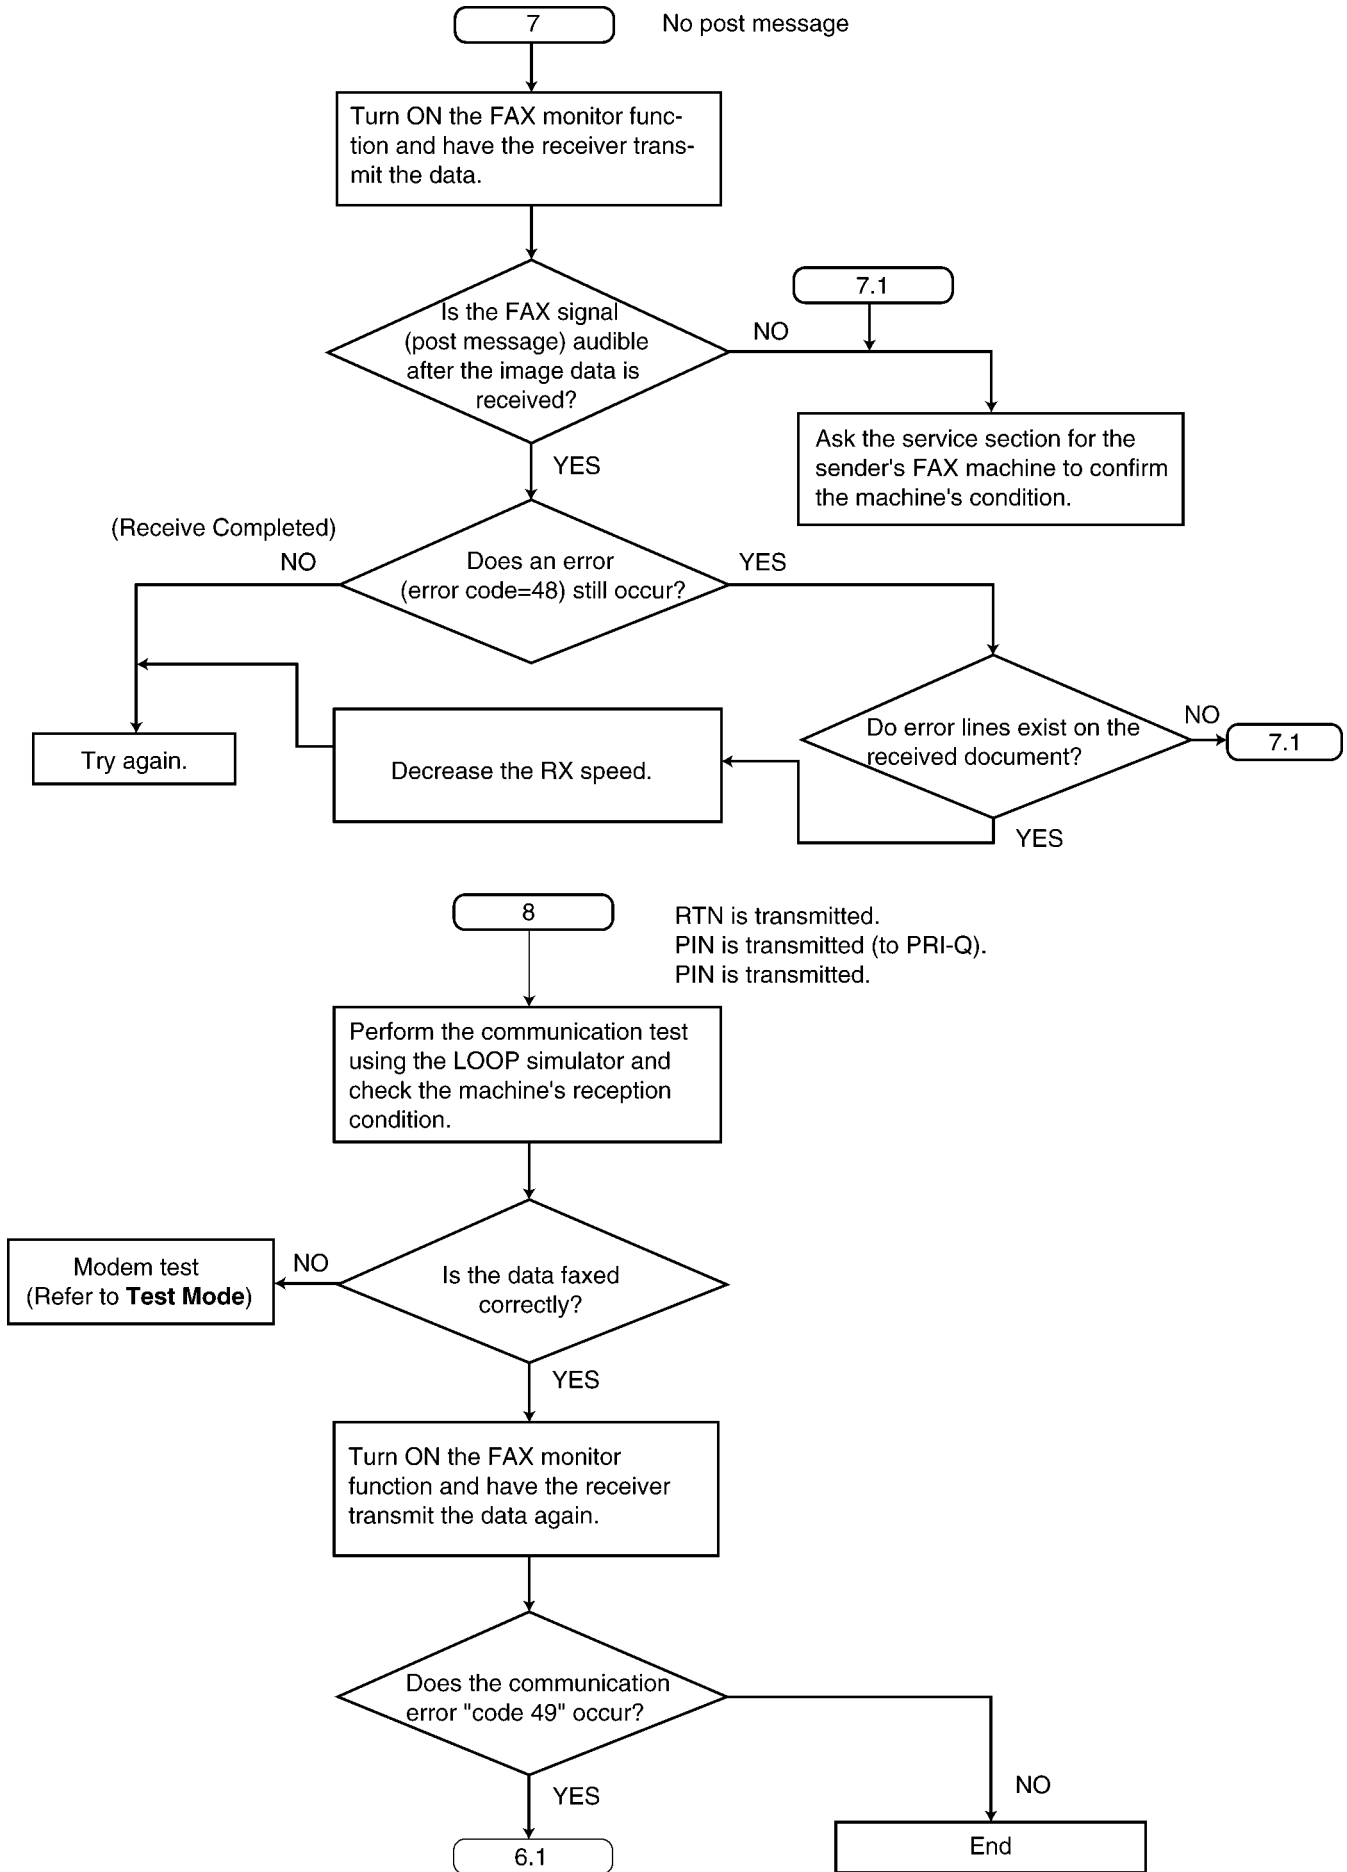 7
No post message
Turn ON the FAX monitor func-
tion and have the receiver trans-
mit the data.
7.1
Is the FAX signal
(post message) audible
after the image data is
received?
NO
Ask the service section for the
sender's FAX machine to confirm
the machine's condition.
YES
(Receive Completed)
NO
Does an error
(error code=48) still occur?
YES
Do error lines exist on the
received document?
NO
7.1
Try again.
Decrease the RX speed.
YES
8
RTN is transmitted.
PIN is transmitted (to PRI-Q).
PIN is transmitted.
Perform the communication test
using the LOOP simulator and
check the machine's reception
condition.
Modem test
(Refer to Test Mode)
NO
Is the data faxed
correctly?
YES
Turn ON the FAX monitor
function and have the receiver
transmit the data again.
Does the communication
error "code 49" occur?
YES
NO
6.1
End